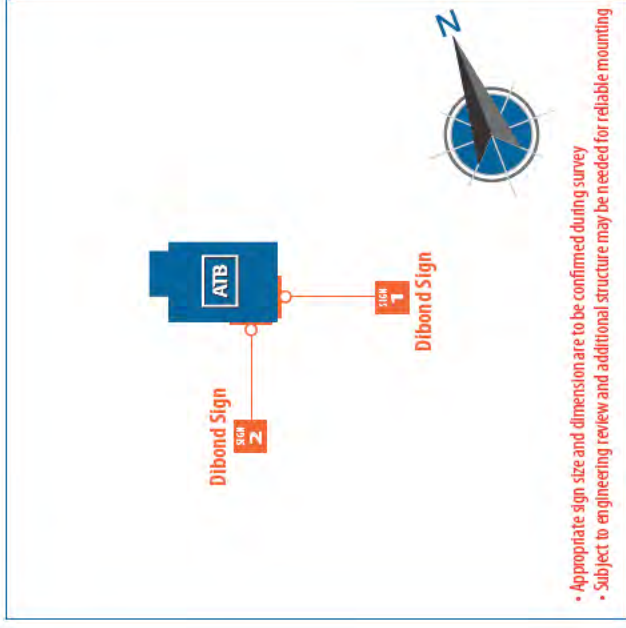 N
ATB
SIGN
1
Dibond Sign
Dibond Sign
SIGN
2
• Appropriate sign size and dimension are to be confirmed during survey
• Subject to engineering review and additional structure may be needed for reliable mounting